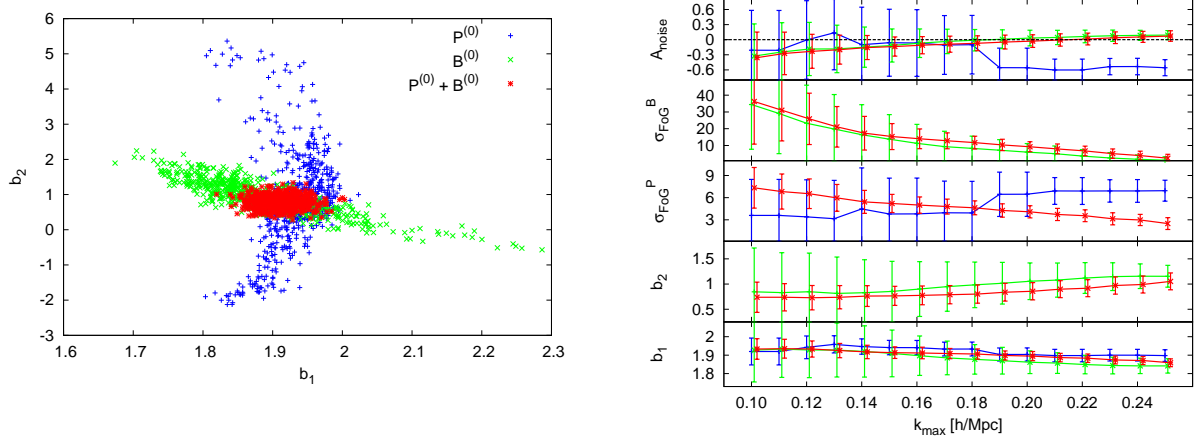 P(0)
B(0)
P(0) + B(0)
6
5
4
3
2
1
0
-1
-2
-3
b2
1.6 1.7 1.8 1.9 2 2.1 2.2 2.3
b1
0.6
0.3
0
-0.3
-0.6
Anoise
40
30
20
10
σFoGB
9
6
3
σFoGP
1.5
1
0.5
b2
2
1.9
1.8
b1
0.10 0.12 0.14 0.16 0.18 0.20 0.22 0.24
kmax [h/Mpc]